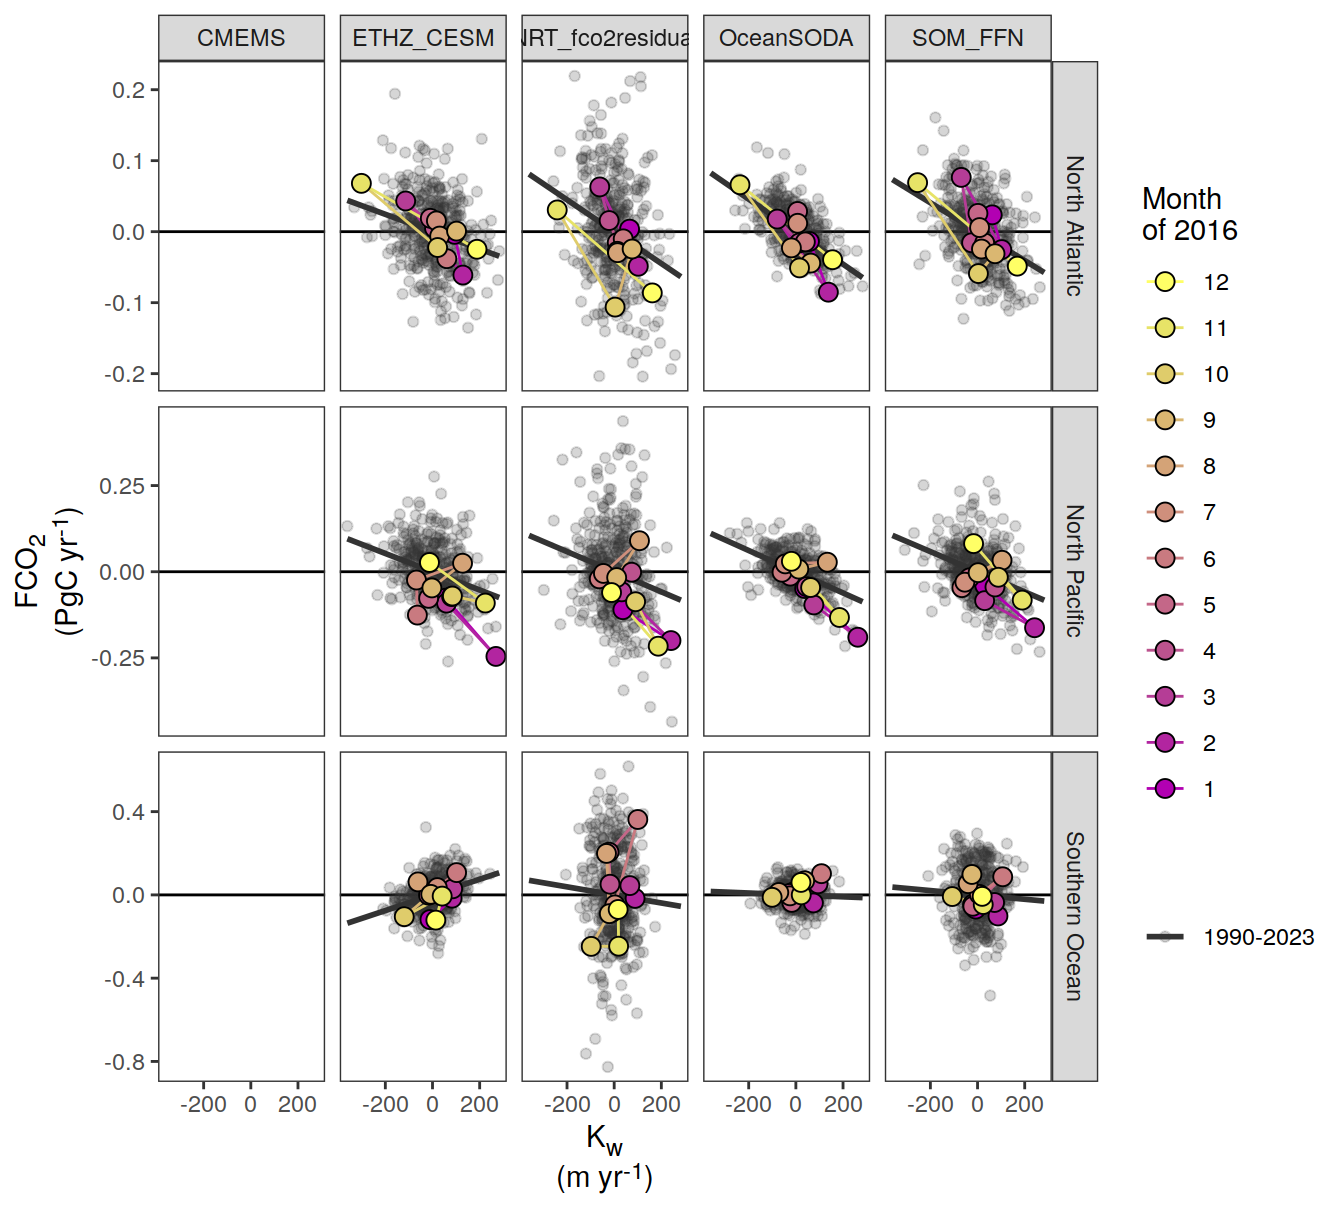 CMEMS ETHZ_CESM NRT_fco2residua OceanSODA SOM_FFN
0.2
0.1
0.0
-0.1
-0.2
North Atlantic
0.25
0.00
-0.25
North Pacific
0.4
0.0
-0.4
-0.8
Southern Ocean
FCO2
(PgC yr-1)
-200 0 200 -200 0 200 -200 0 200 -200 0 200 -200 0 200
Kw
(m yr-1)
Month
of 2016
12
11
10
9
8
7
6
5
4
3
2
1
1990-2023